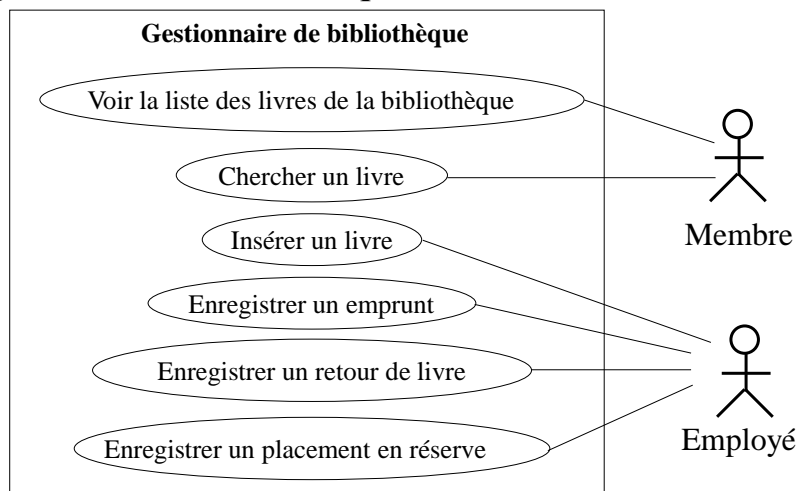 Gestionnaire de bibliothèque
Voir la liste des livres de la bibliothèque
Chercher un livre
Insérer un livre
Membre
Enregistrer un emprunt
Enregistrer un retour de livre
Employé
Enregistrer un placement en réserve